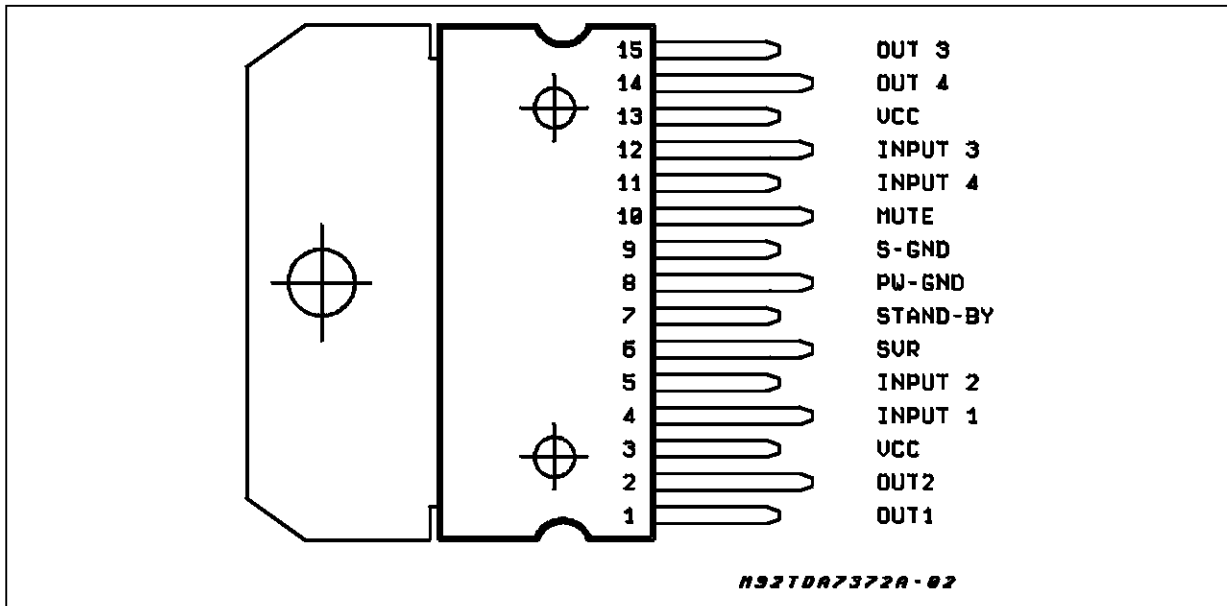 15 OUT 3
14 OUT 4
13 VCC
12 INPUT 3
11 INPUT 4
10 MUTE
9 S-GND
8 PW-GND
7 STAND-BY
6 SVR
5 INPUT 2
4 INPUT 1
3 VCC
2 OUT2
1 OUT1
M92TDA7372A-02